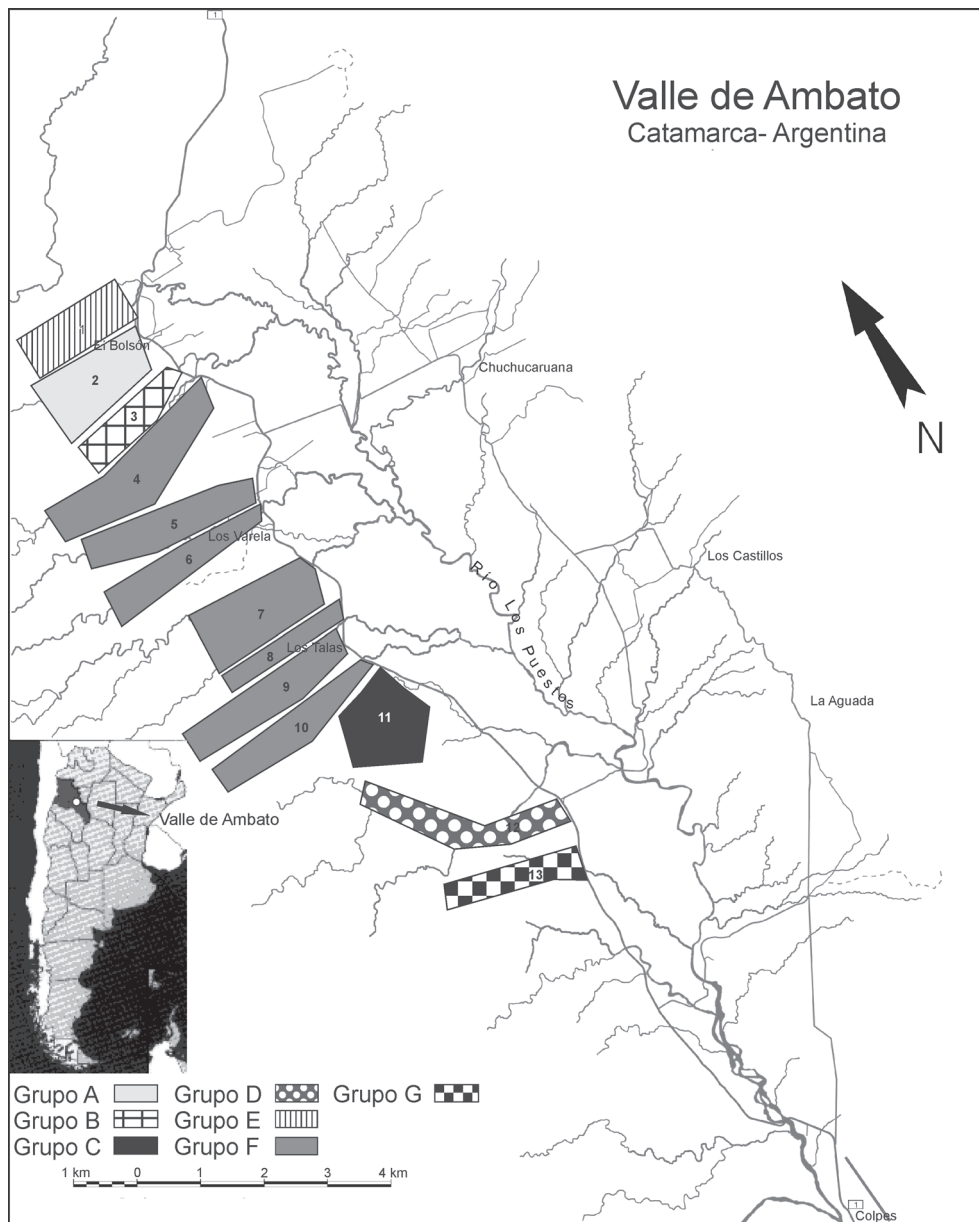 1
Valle de Ambato
Catamarca- Argentina
N
1
El Bolsón
2
3
4
5
Los Varela
6
7
8
Los Talas
9
10
11
12
13
Chuchucaruana
Los Castillos
Río Los Puestos
La Aguada
Valle de Ambato
Grupo A
Grupo D
Grupo G
Grupo B
Grupo E
Grupo C
Grupo F
1 km 0 1 2 3 4 km
1
Colpes